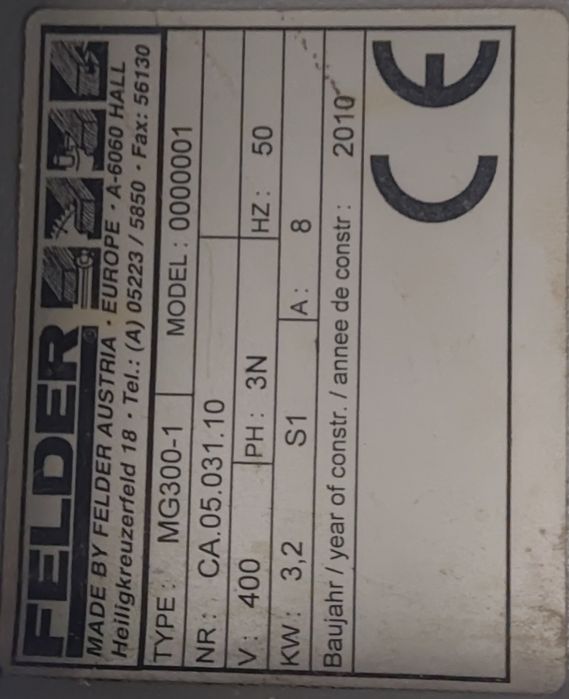 FELDER
MADE BY FELDER AUSTRIA · EUROPE · A-6060 HALL
Heiligkreuzerfeld 18 · Tel.: (A) 05223 / 5850 · Fax: 56130
TYPE : MG300-1 MODEL : 0000001
NR : CA.05.031.10
V : 400 PH : 3N HZ : 50
KW : 3,2 S1 A : 8
Baujahr / year of constr. / annee de constr : 2010
CE